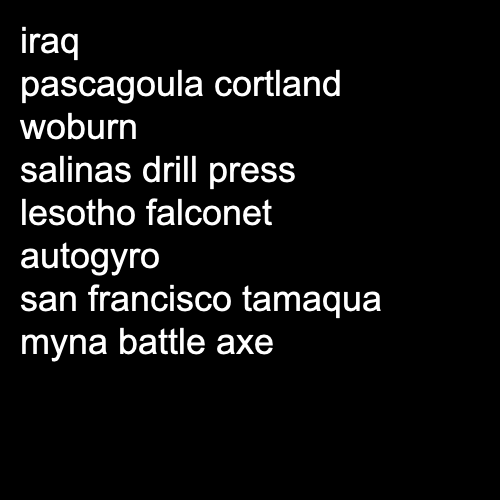 iraq
pascagoula cortland
woburn
salinas drill press
lesotho falconet
autogyro
san francisco tamaqua
myna battle axe